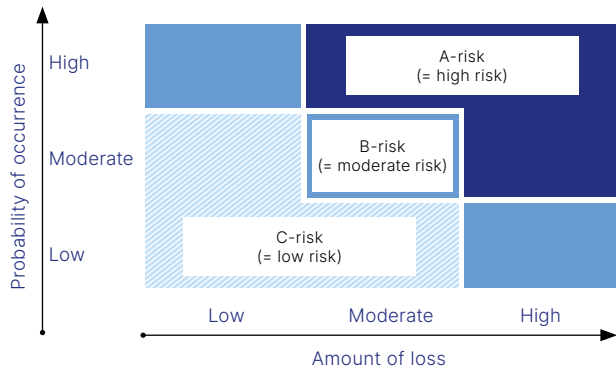 Probability of occurrence
High
Moderate
Low
A-risk
(= high risk)
B-risk
(= moderate risk)
C-risk
(= low risk)
Low
Moderate
High
Amount of loss